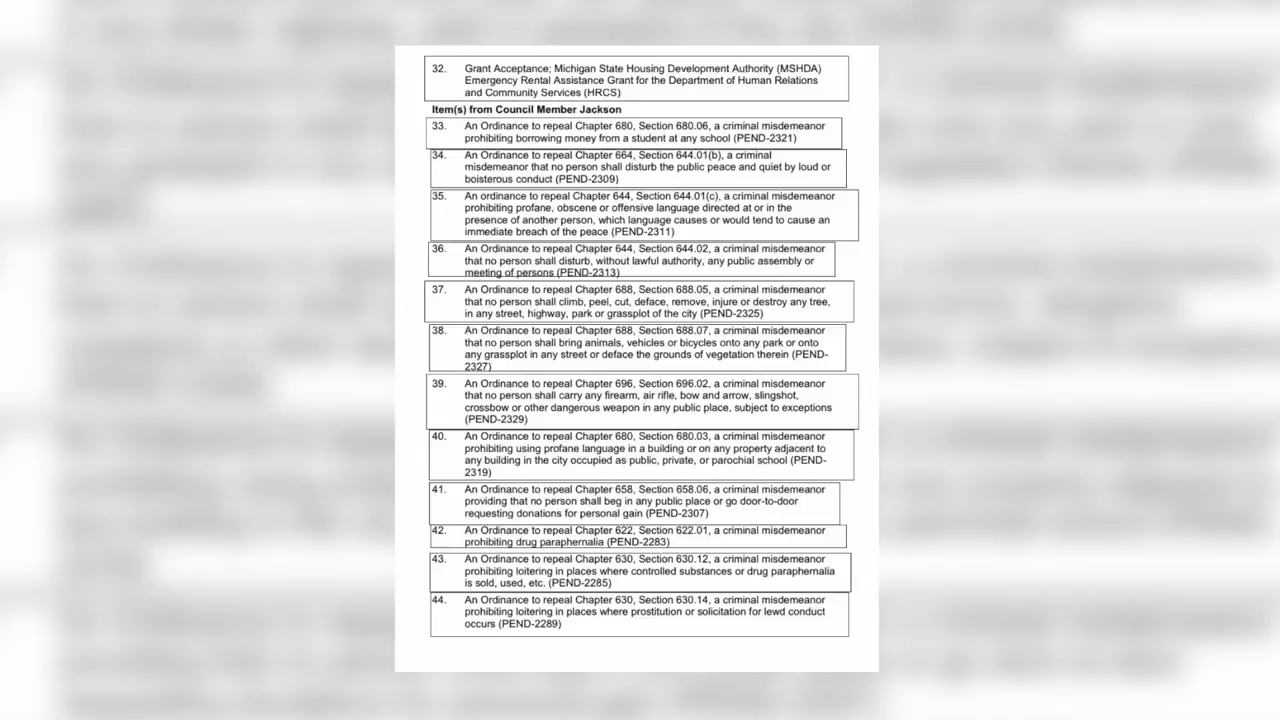 32. Grant Acceptance; Michigan State Housing Development Authority (MSHDA)
Emergency Rental Assistance Grant for the Department of Human Relations
and Community Services (HRCS)
Item(s) from Council Member Jackson
33. An Ordinance to repeal Chapter 680, Section 680.06, a criminal misdemeanor
prohibiting borrowing money from a student at any school (PEND-2321)
34. An Ordinance to repeal Chapter 664, Section 644.01(b), a criminal
misdemeanor that no person shall disturb the public peace and quiet by loud or
boisterous conduct (PEND-2309)
35. An ordinance to repeal Chapter 644, Section 644.01(c), a criminal misdemeanor
prohibiting profane, obscene or offensive language directed at or in the
presence of another person, which language causes or would tend to cause an
immediate breach of the peace (PEND-2311)
36. An Ordinance to repeal Chapter 644, Section 644.02, a criminal misdemeanor
that no person shall disturb, without lawful authority, any public assembly or
meeting of persons (PEND-2313)
37. An Ordinance to repeal Chapter 688, Section 688.05, a criminal misdemeanor
that no person shall climb, peel, cut, deface, remove, injure or destroy any tree,
in any street, highway, park or grassplot of the city (PEND-2325)
38. An Ordinance to repeal Chapter 688, Section 688.07, a criminal misdemeanor
that no person shall bring animals, vehicles or bicycles onto any park or onto
any grassplot in any street or deface the grounds of vegetation therein (PEND-
2327)
39. An Ordinance to repeal Chapter 696, Section 696.02, a criminal misdemeanor
that no person shall carry any firearm, air rifle, bow and arrow, slingshot,
crossbow or other dangerous weapon in any public place, subject to exceptions
(PEND-2329)
40. An Ordinance to repeal Chapter 680, Section 680.03, a criminal misdemeanor
prohibiting using profane language in a building or on any property adjacent to
any building in the city occupied as public, private, or parochial school (PEND-
2319)
41. An Ordinance to repeal Chapter 658, Section 658.06, a criminal misdemeanor
providing that no person shall beg in any public place or go door-to-door
requesting donations for personal gain (PEND-2307)
42. An Ordinance to repeal Chapter 622, Section 622.01, a criminal misdemeanor
prohibiting drug paraphernalia (PEND-2283)
43. An Ordinance to repeal Chapter 630, Section 630.12, a criminal misdemeanor
prohibiting loitering in places where controlled substances or drug paraphernalia
is sold, used, etc. (PEND-2285)
44. An Ordinance to repeal Chapter 630, Section 630.14, a criminal misdemeanor
prohibiting loitering in places where prostitution or solicitation for lewd conduct
occurs (PEND-2289)